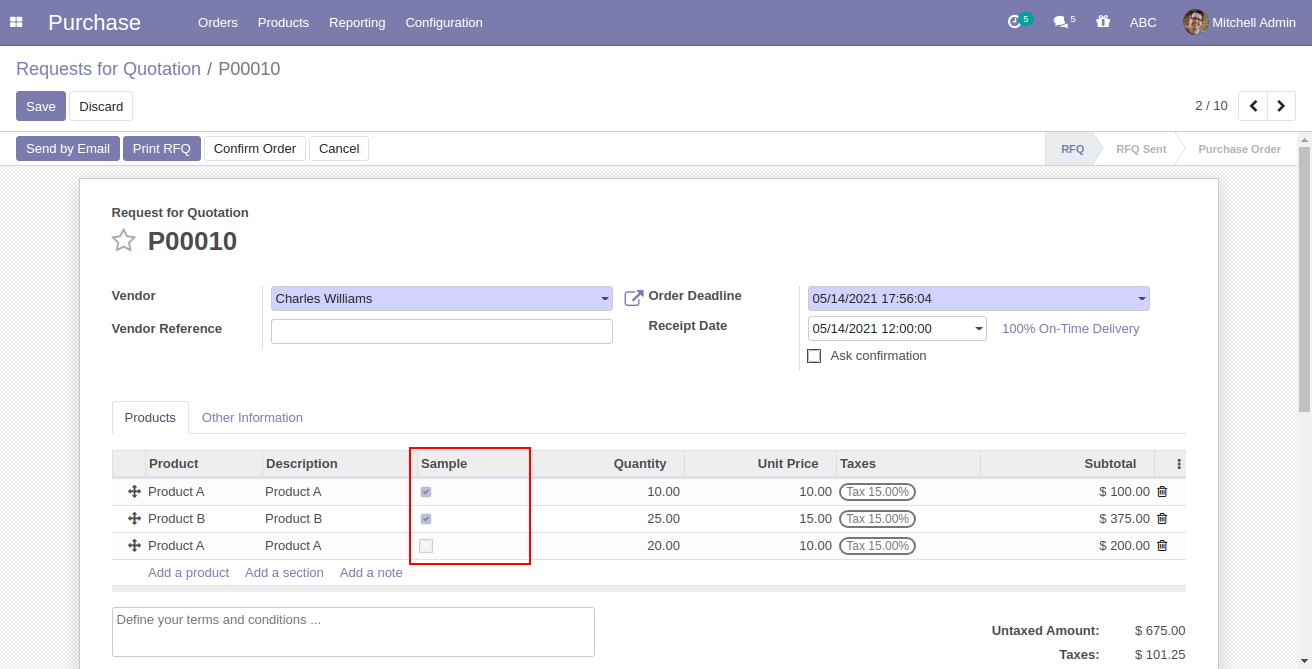 Purchase Orders Products Reporting Configuration 5 5 ABC Mitchell Admin
Requests for Quotation / P00010
Save Discard 2 / 10
Send by Email Print RFQ Confirm Order Cancel RFQ RFQ Sent Purchase Order
Request for Quotation
P00010
Vendor Charles Williams Order Deadline 05/14/2021 17:56:04
Vendor Reference Receipt Date 05/14/2021 12:00:00 100% On-Time Delivery
Ask confirmation
Products Other Information
Product Description Sample Quantity Unit Price Taxes Subtotal
Product A Product A 10.00 10.00 Tax 15.00% $ 100.00
Product B Product B 25.00 15.00 Tax 15.00% $ 375.00
Product A Product A 20.00 10.00 Tax 15.00% $ 200.00
Add a product Add a section Add a note
Define your terms and conditions ...
Untaxed Amount: $ 675.00
Taxes: $ 101.25